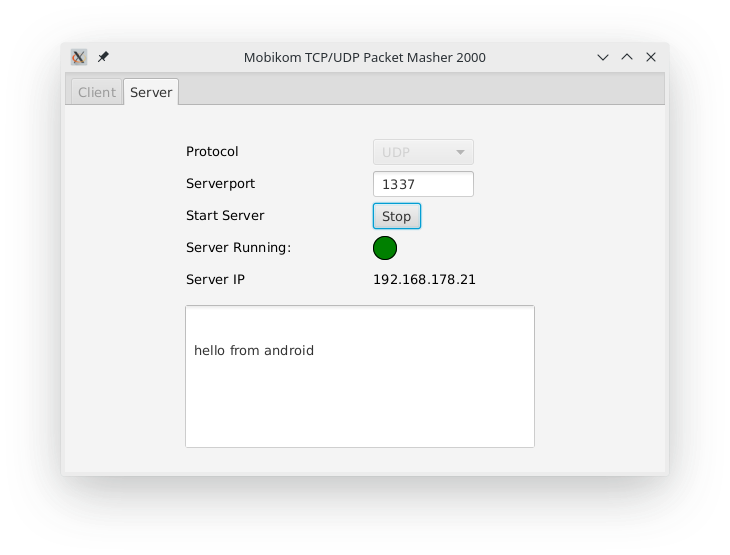 Mobikom TCP/UDP Packet Masher 2000
Client Server
Protocol UDP
Serverport 1337
Start Server Stop
Server Running:
Server IP 192.168.178.21
hello from android